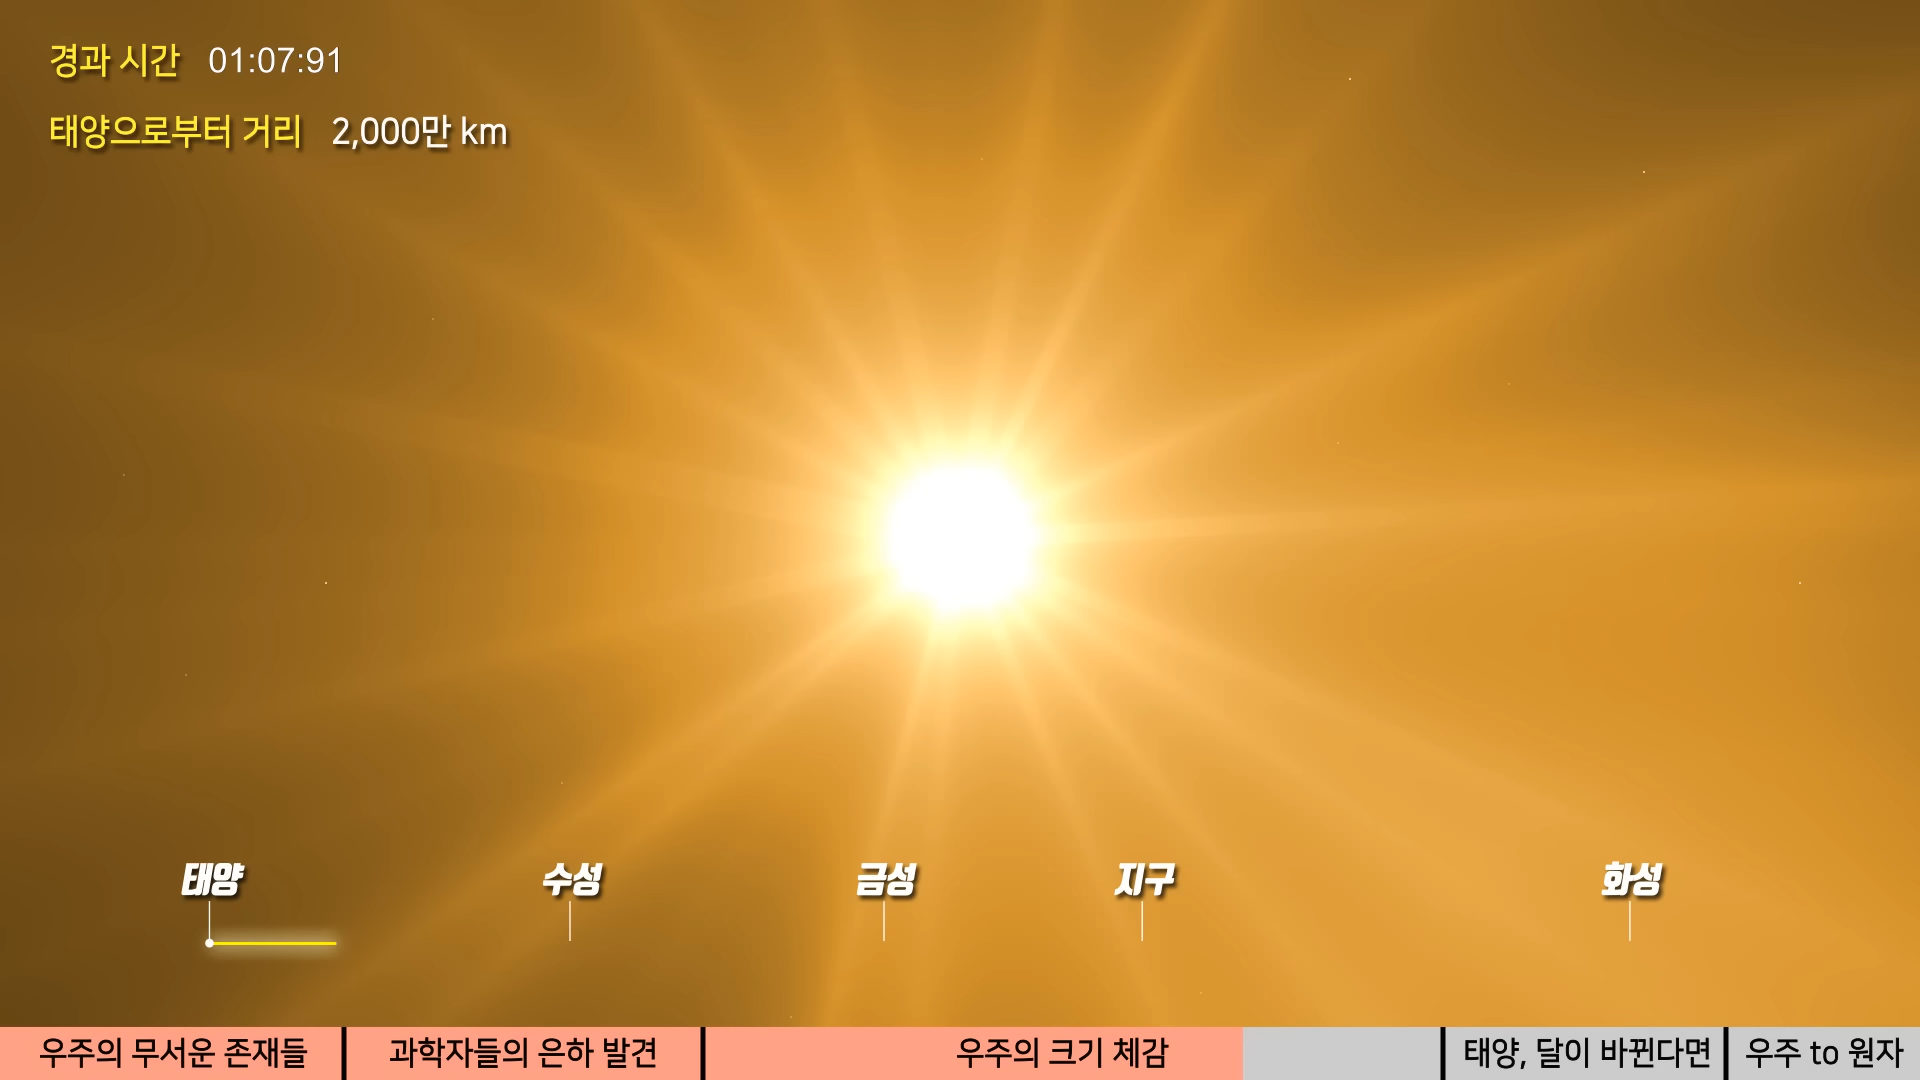 경과 시간 01:07:91
태양으로부터 거리 2,000만 km
태양 수성 금성 지구 화성
우주의 무서운 존재들 과학자들의 은하 발견 우주의 크기 체감 태양, 달이 바뀐다면 우주 to 원자